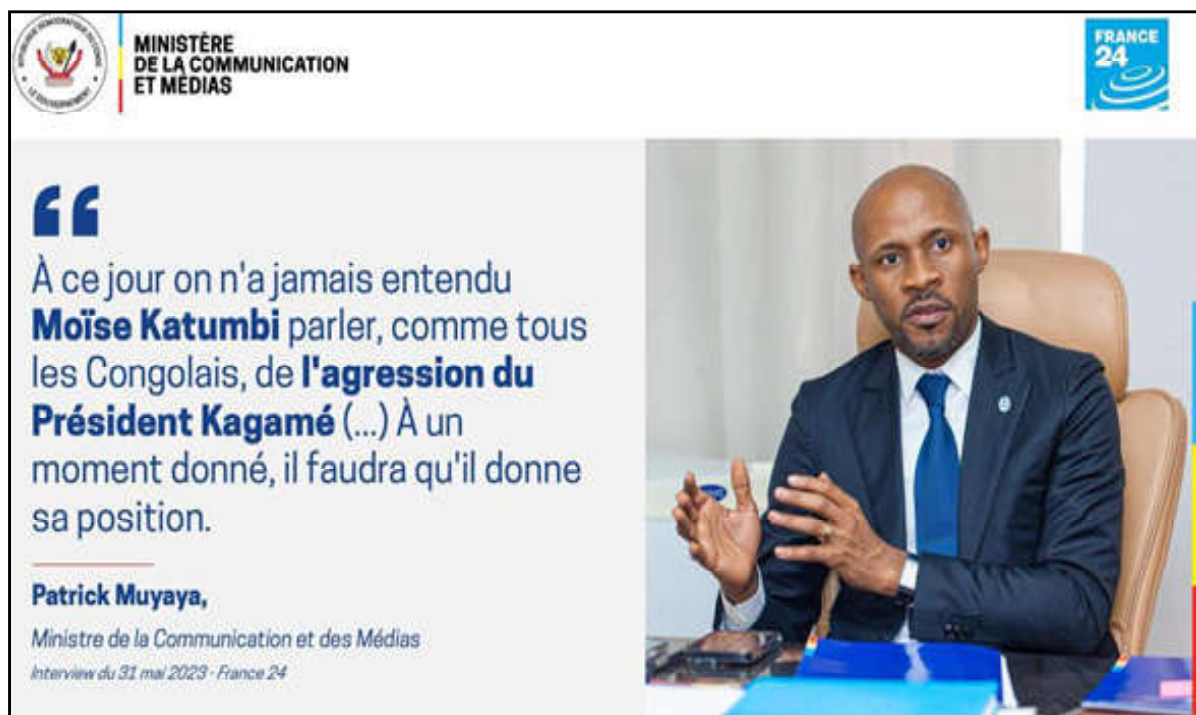 MINISTÈRE
DE LA COMMUNICATION
ET MÉDIAS
FRANCE
24
À ce jour on n'a jamais entendu
Moïse Katumbi parler, comme tous
les Congolais, de l'agression du
Président Kagamé (...) À un
moment donné, il faudra qu'il donne
sa position.
Patrick Muyaya,
Ministre de la Communication et des Médias
Interview du 31 mai 2023 - France 24